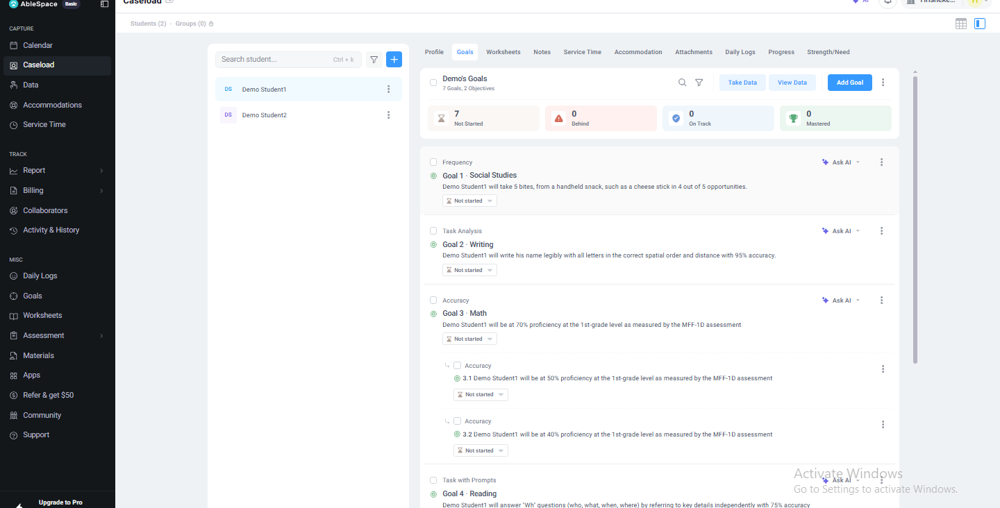 AbleSpace Basic
Caseload
AI
H
Students (2) - Groups (0)
CAPTURE
Calendar
Caseload
Data
Accommodations
Service Time
TRACK
Report
Billing
Collaborators
Activity & History
MISC
Daily Logs
Goals
Worksheets
Assessment
Materials
Apps
Refer & get $50
Community
Support
Upgrade to Pro
Search student... Ctrl + k
DS Demo Student1
DS Demo Student2
Profile Goals Worksheets Notes Service Time Accommodation Attachments Daily Logs Progress Strength/Need
Demo's Goals
7 Goals, 2 Objectives
Take Data View Data Add Goal
7
Not Started
0
Behind
0
On Track
0
Mastered
Frequency Ask AI
Goal 1 · Social Studies
Demo Student1 will take 5 bites, from a handheld snack, such as a cheese stick in 4 out of 5 opportunities.
Not started
Task Analysis Ask AI
Goal 2 · Writing
Demo Student1 will write his name legibly with all letters in the correct spatial order and distance with 95% accuracy.
Not started
Accuracy Ask AI
Goal 3 · Math
Demo Student1 will be at 70% proficiency at the 1st-grade level as measured by the MFF-1D assessment
Not started
Accuracy
3.1 Demo Student1 will be at 50% proficiency at the 1st-grade level as measured by the MFF-1D assessment
Not started
Accuracy
3.2 Demo Student1 will be at 40% proficiency at the 1st-grade level as measured by the MFF-1D assessment
Not started
Task with Prompts Ask AI
Goal 4 · Reading
Demo Student1 will answer "Wh" questions (who, what, when, where) by referring to key details independently with 75% accuracy
Activate Windows
Go to Settings to activate Windows.